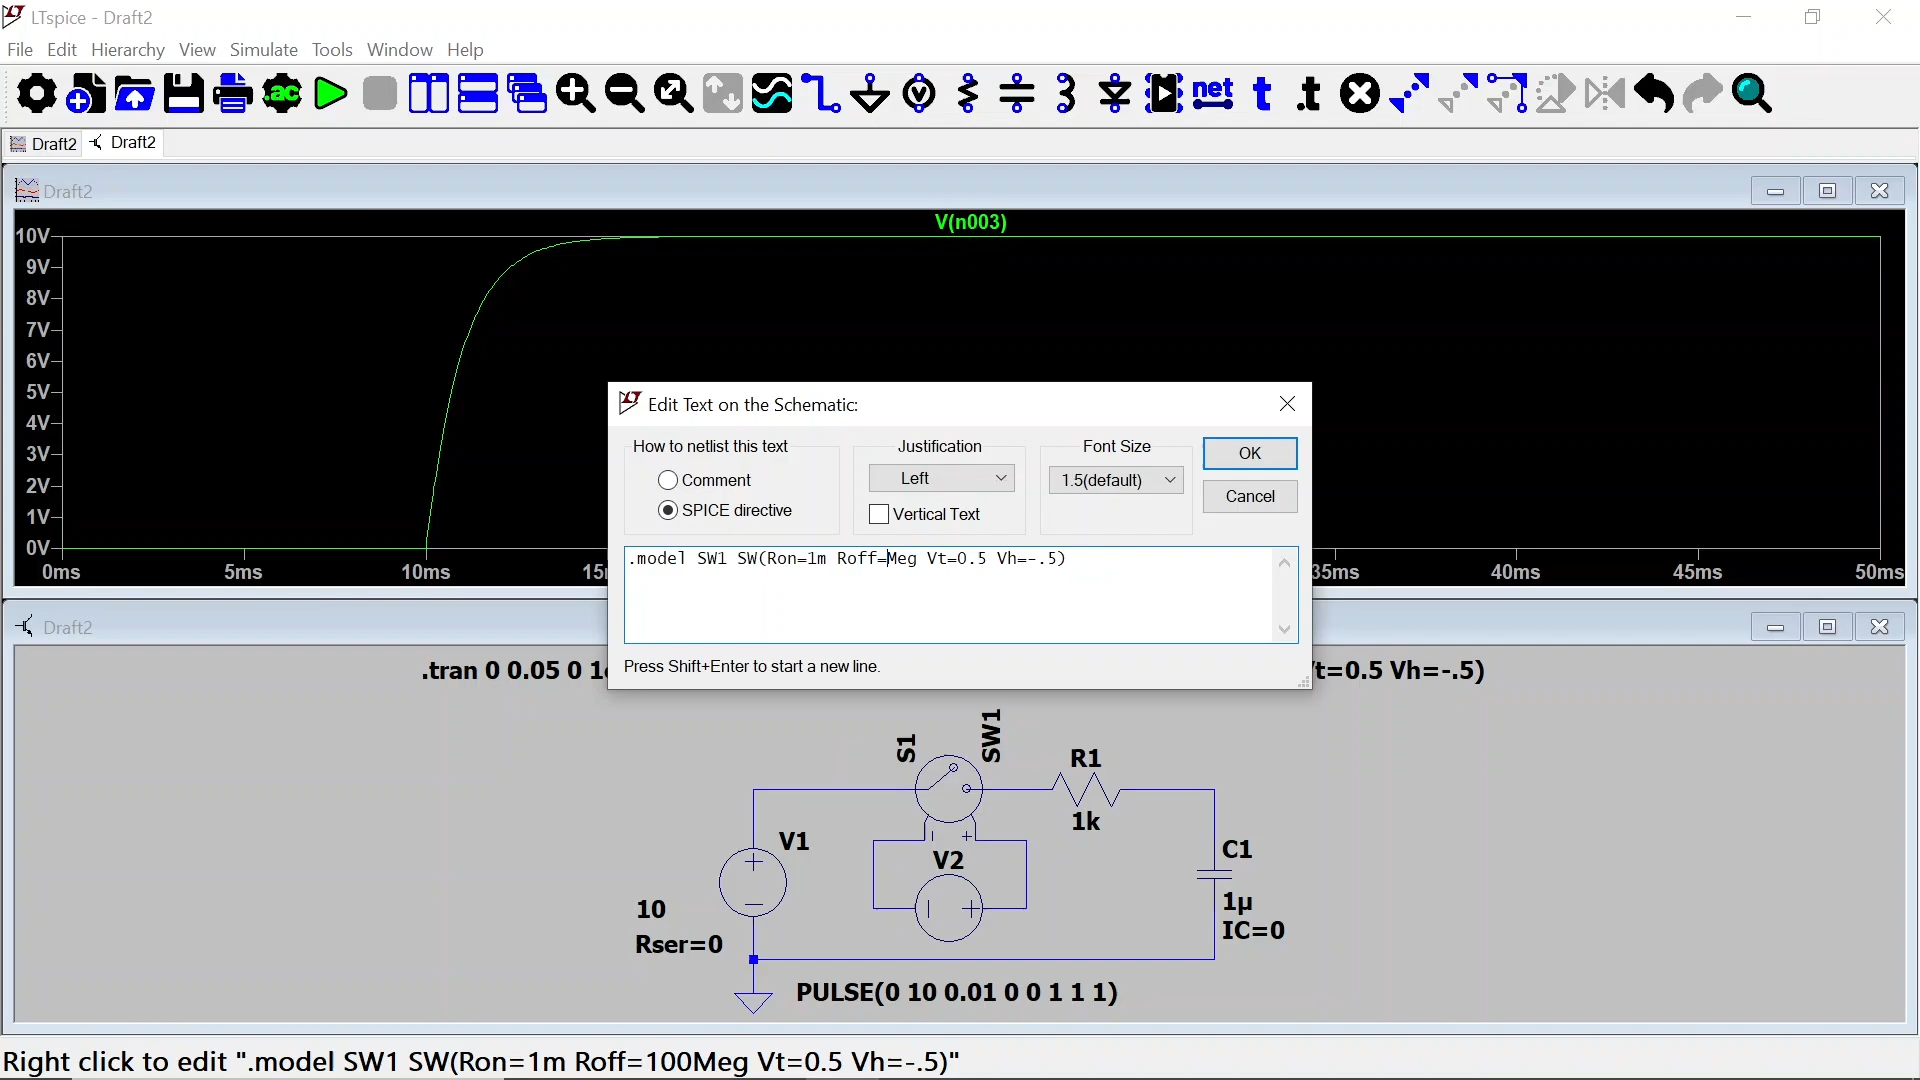 LTspice - Draft2
File Edit Hierarchy View Simulate Tools Window Help
.ac net t .t
Draft2 Draft2
Draft2
V(n003)
10V
9V
8V
7V
6V
5V
4V
3V
2V
1V
0V
0ms 5ms 10ms 15 35ms 40ms 45ms 50ms
Edit Text on the Schematic:
How to netlist this text Justification Font Size
Comment Left 1.5(default) OK
SPICE directive Vertical Text Cancel
.model SW1 SW(Ron=1m Roff=Meg Vt=0.5 Vh=-.5)
Press Shift+Enter to start a new line.
Draft2
.tran 0 0.05 0 1 t=0.5 Vh=-.5)
S1
SW1
R1
1k
V1
10
Rser=0
V2
C1
1µ
IC=0
PULSE(0 10 0.01 0 0 1 1 1)
Right click to edit ".model SW1 SW(Ron=1m Roff=100Meg Vt=0.5 Vh=-.5)"